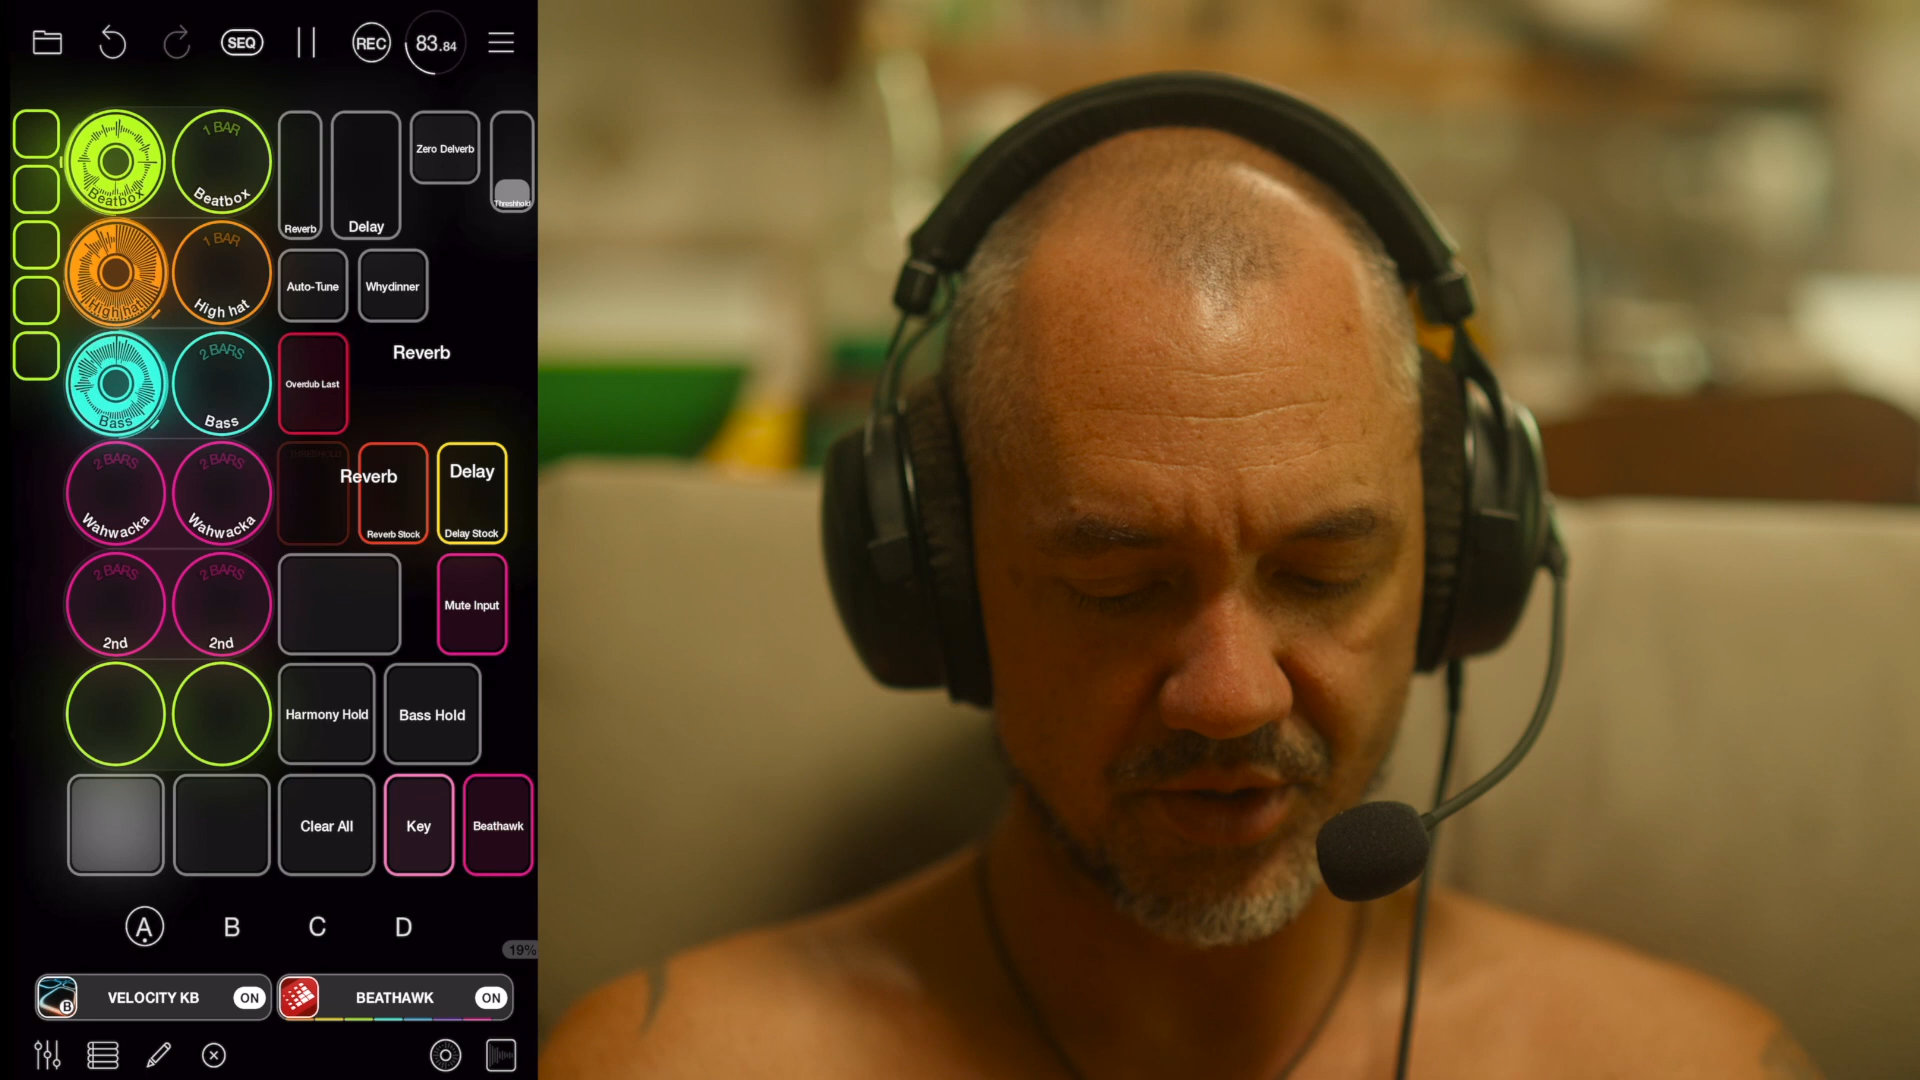 SEQ REC 83.84
Beatbox 1 BAR Beatbox Reverb Delay Zero Delverb Threshhold
High hat 1 BAR High hat Auto-Tune Whydinner
Bass 2 BARS Bass Overdub Last Reverb
2 BARS Wahwacka 2 BARS Wahwacka THRESHOLD Reverb Reverb Stock Delay Delay Stock
2 BARS 2nd 2 BARS 2nd Mute Input
Harmony Hold Bass Hold
Clear All Key Beathawk
A B C D
19%
B VELOCITY KB ON BEATHAWK ON